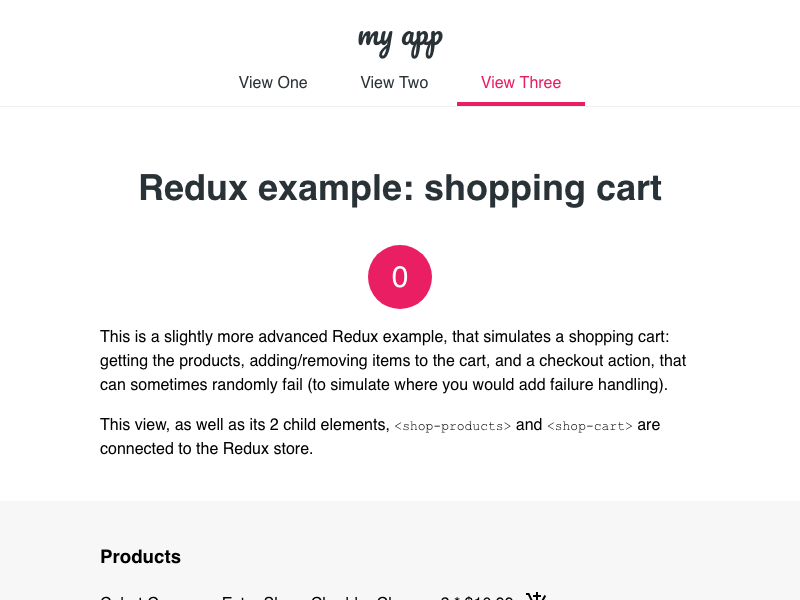 my app
View One View Two View Three
Redux example: shopping cart
0
This is a slightly more advanced Redux example, that simulates a shopping cart:
getting the products, adding/removing items to the cart, and a checkout action, that
can sometimes randomly fail (to simulate where you would add failure handling).
This view, as well as its 2 child elements, <shop-products> and <shop-cart> are
connected to the Redux store.
Products